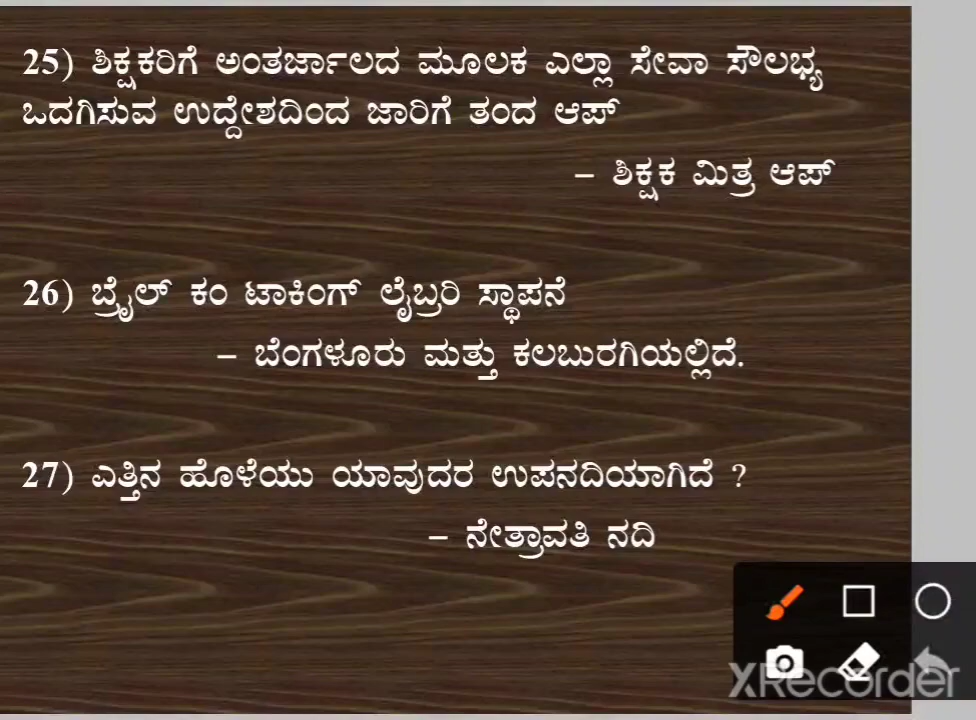 25) ಶಿಕ್ಷಕರಿಗೆ ಅಂತರ್ಜಾಲದ ಮೂಲಕ ಎಲ್ಲಾ ಸೇವಾ ಸೌಲಭ್ಯ
ಒದಗಿಸುವ ಉದ್ದೇಶದಿಂದ ಜಾರಿಗೆ ತಂದ ಆಪ್
– ಶಿಕ್ಷಕ ಮಿತ್ರ ಆಪ್
26) ಬ್ರೈಲ್ ಕಂ ಟಾಕಿಂಗ್ ಲೈಬ್ರರಿ ಸ್ಥಾಪನೆ
– ಬೆಂಗಳೂರು ಮತ್ತು ಕಲಬುರಗಿಯಲ್ಲಿದೆ.
27) ಎತ್ತಿನ ಹೊಳೆಯು ಯಾವುದರ ಉಪನದಿಯಾಗಿದೆ ?
– ನೇತ್ರಾವತಿ ನದಿ
XRecorder